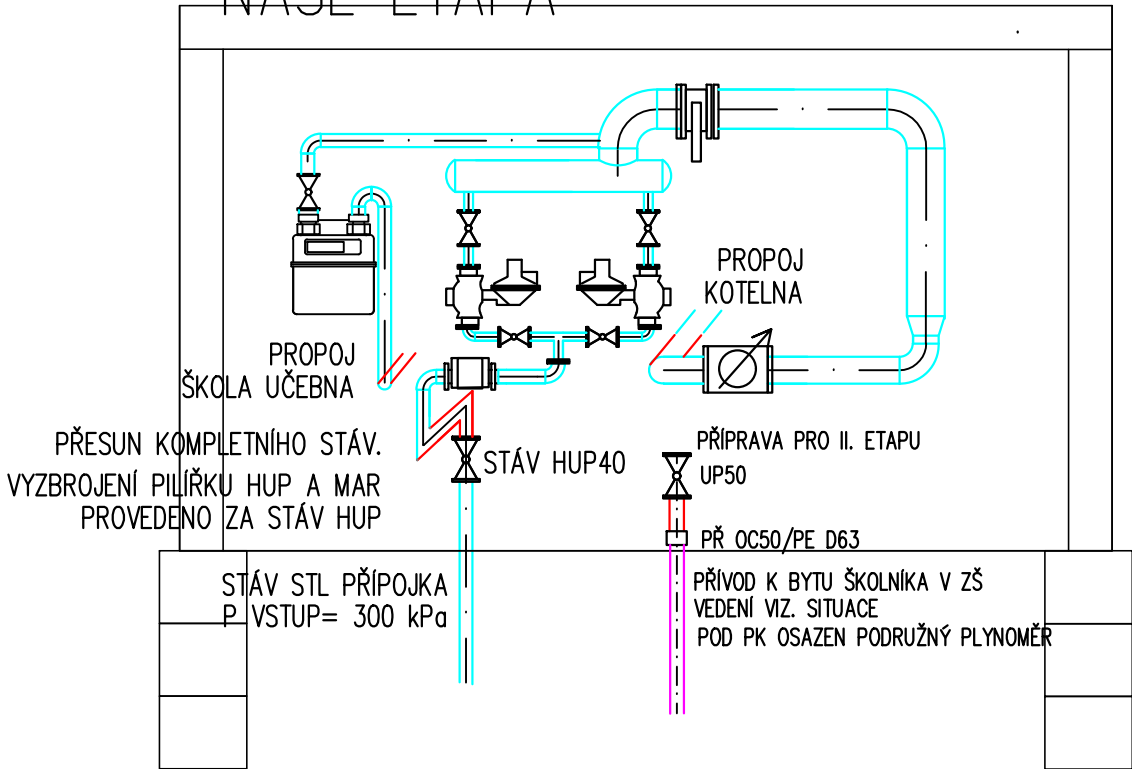 NAŠE ETAPA
PROPOJ
KOTELNA
PROPOJ
ŠKOLA UČEBNA
PŘESUN KOMPLETNÍHO STÁV.
VYZBROJENÍ PILÍŘKU HUP A MAR
PROVEDENO ZA STÁV HUP
STÁV HUP40
PŘÍPRAVA PRO II. ETAPU
UP50
PŘ OC50/PE D63
STÁV STL PŘÍPOJKA
P VSTUP= 300 kPa
PŘÍVOD K BYTU ŠKOLNÍKA V ZŠ
VEDENÍ VIZ. SITUACE
POD PK OSAZEN PODRUŽNÝ PLYNOMĚR